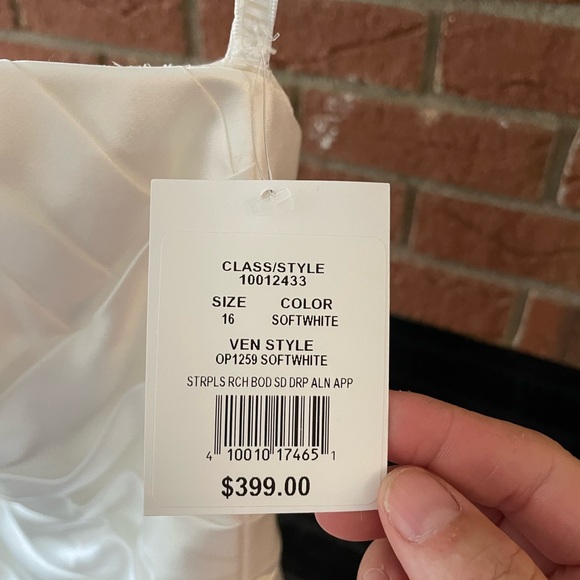 CLASS/STYLE
10012433
SIZE COLOR
16 SOFTWHITE
VEN STYLE
OP1259 SOFTWHITE
STRPLS RCH BOD SD DRP ALN APP
4 10010 17465 1
$399.00